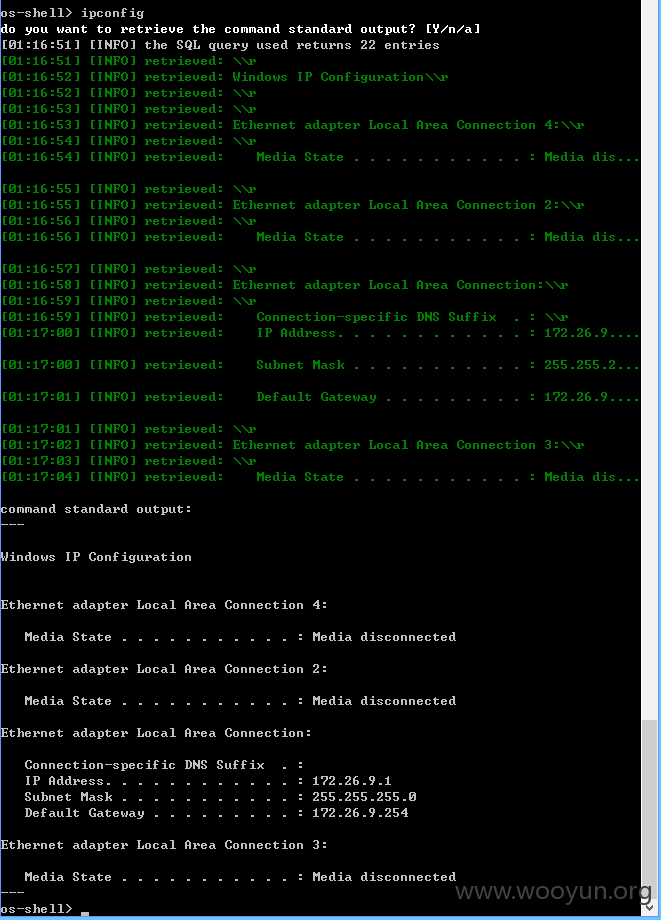 os-shell> ipconfig
do you want to retrieve the command standard output? [Y/n/a]
[01:16:51] [INFO] the SQL query used returns 22 entries
[01:16:51] [INFO] retrieved: \\r
[01:16:52] [INFO] retrieved: Windows IP Configuration\\r
[01:16:52] [INFO] retrieved: \\r
[01:16:53] [INFO] retrieved: \\r
[01:16:53] [INFO] retrieved: Ethernet adapter Local Area Connection 4:\\r
[01:16:54] [INFO] retrieved: \\r
[01:16:54] [INFO] retrieved:    Media State . . . . . . . . . . . : Media dis...
[01:16:55] [INFO] retrieved: \\r
[01:16:55] [INFO] retrieved: Ethernet adapter Local Area Connection 2:\\r
[01:16:56] [INFO] retrieved: \\r
[01:16:56] [INFO] retrieved:    Media State . . . . . . . . . . . : Media dis...
[01:16:57] [INFO] retrieved: \\r
[01:16:58] [INFO] retrieved: Ethernet adapter Local Area Connection:\\r
[01:16:59] [INFO] retrieved: \\r
[01:16:59] [INFO] retrieved:    Connection-specific DNS Suffix  . : \\r
[01:17:00] [INFO] retrieved:    IP Address. . . . . . . . . . . . : 172.26.9....
[01:17:00] [INFO] retrieved:    Subnet Mask . . . . . . . . . . . : 255.255.2...
[01:17:01] [INFO] retrieved:    Default Gateway . . . . . . . . . : 172.26.9....
[01:17:01] [INFO] retrieved: \\r
[01:17:02] [INFO] retrieved: Ethernet adapter Local Area Connection 3:\\r
[01:17:03] [INFO] retrieved: \\r
[01:17:04] [INFO] retrieved:    Media State . . . . . . . . . . . : Media dis...
command standard output:
---
Windows IP Configuration
Ethernet adapter Local Area Connection 4:
   Media State . . . . . . . . . . . : Media disconnected
Ethernet adapter Local Area Connection 2:
   Media State . . . . . . . . . . . : Media disconnected
Ethernet adapter Local Area Connection:
   Connection-specific DNS Suffix  . :
   IP Address. . . . . . . . . . . . : 172.26.9.1
   Subnet Mask . . . . . . . . . . . : 255.255.255.0
   Default Gateway . . . . . . . . . : 172.26.9.254
Ethernet adapter Local Area Connection 3:
   Media State . . . . . . . . . . . : Media disconnected
---
os-shell>
www.wooyun.org